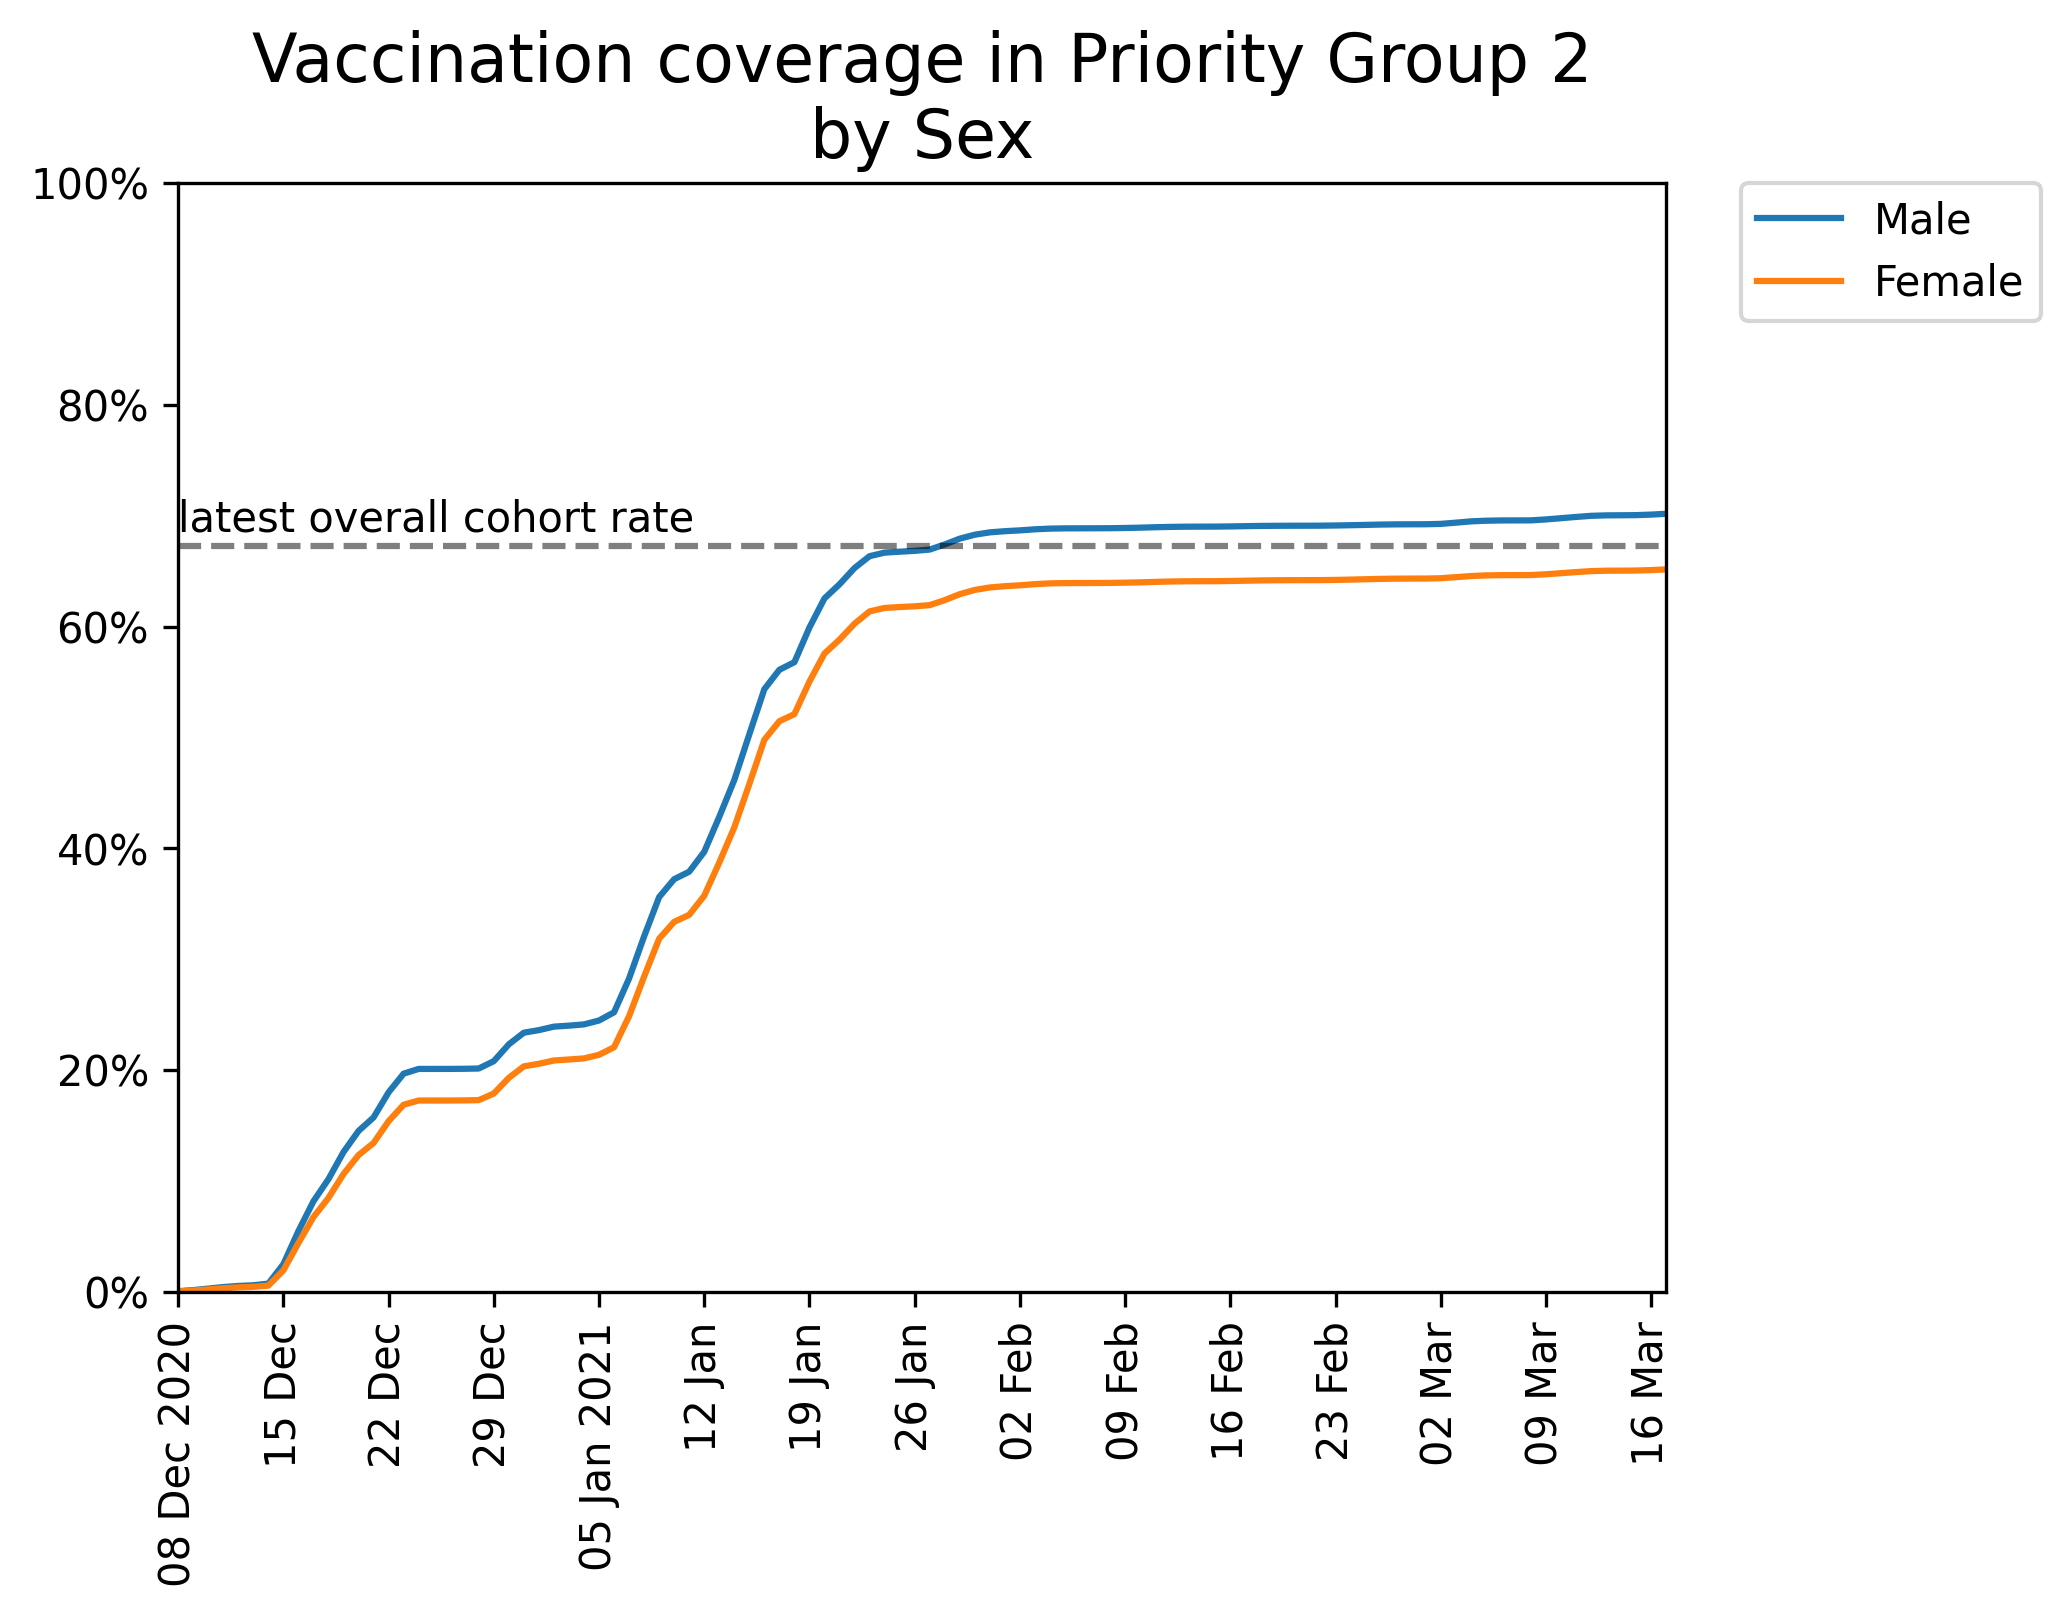 Vaccination coverage in Priority Group 2
by Sex
100%
80%
60%
40%
20%
0%
latest overall cohort rate
Male
Female
08 Dec 2020
15 Dec
22 Dec
29 Dec
05 Jan 2021
12 Jan
19 Jan
26 Jan
02 Feb
09 Feb
16 Feb
23 Feb
02 Mar
09 Mar
16 Mar